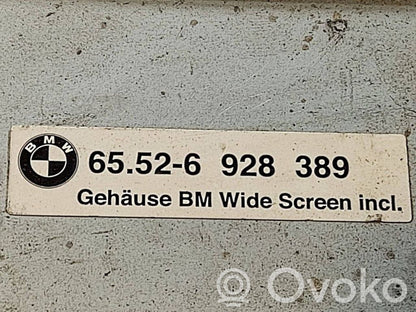 BMW
65.52-6 928 389
Gehäuse BM Wide Screen incl.
Ovoko